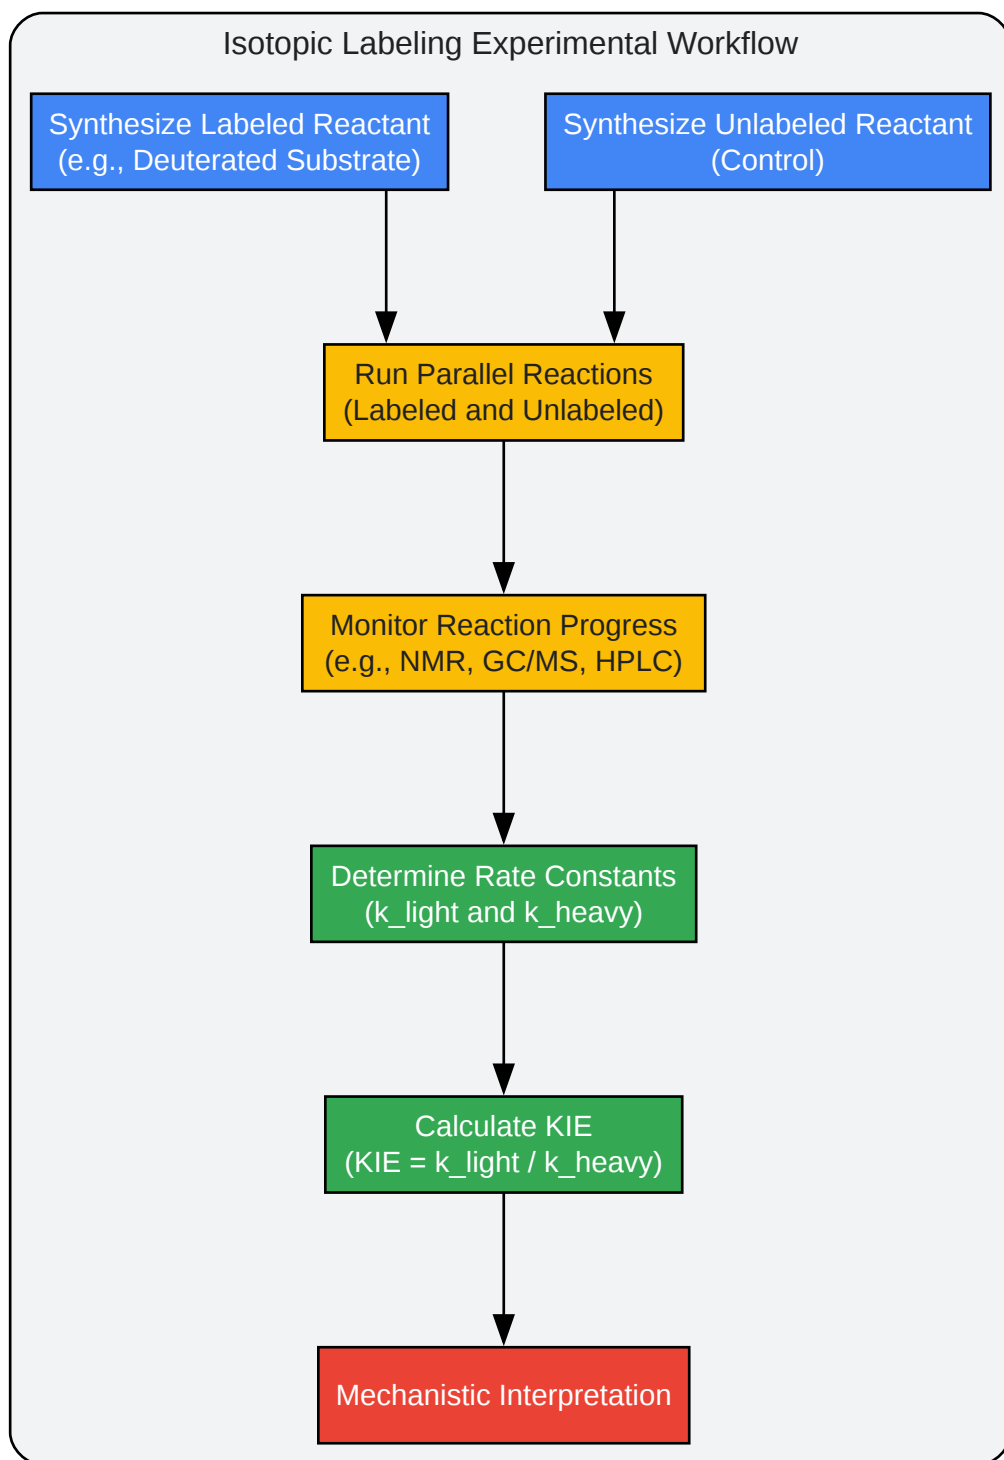 Isotopic Labeling Experimental Workflow
Synthesize Labeled Reactant
(e.g., Deuterated Substrate)
Synthesize Unlabeled Reactant
(Control)
Run Parallel Reactions
(Labeled and Unlabeled)
Monitor Reaction Progress
(e.g., NMR, GC/MS, HPLC)
Determine Rate Constants
(k_light and k_heavy)
Calculate KIE
(KIE = k_light / k_heavy)
Mechanistic Interpretation